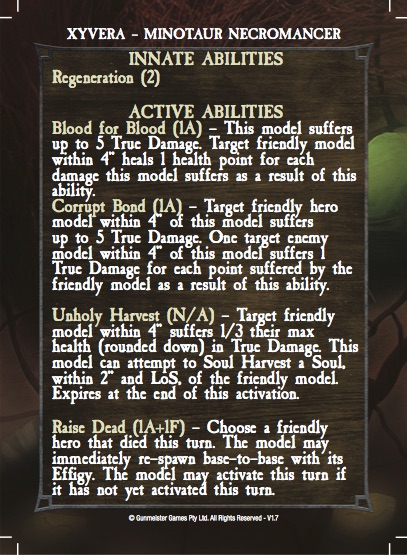 XYVERA – MINOTAUR NECROMANCER
INNATE ABILITIES
Regeneration (2)
ACTIVE ABILITIES
Blood for Blood (1A) – This model suffers
up to 5 True Damage. Target friendly model
within 4" heals 1 health point for each
damage this model suffers as a result of this
ability.
Corrupt Bond (1A) – Target friendly hero
model within 4" of this model suffers
up to 5 True Damage. One target enemy
model within 4" of this model suffers 1
True Damage for each point suffered by the
friendly model as a result of this ability.
Unholy Harvest (N/A) – Target friendly
model within 4" suffers 1/3 their max
health (rounded down) in True Damage. This
model can attempt to Soul Harvest a Soul,
within 2" and LoS, of the friendly model.
Expires at the end of this activation.
Raise Dead (1A+1F) – Choose a friendly
hero that died this turn. The model may
immediately re-spawn base-to-base with its
Effigy. The model may activate this turn if
it has not yet activated this turn.
© Gunmeister Games Pty Ltd. All Rights Reserved - V1.7